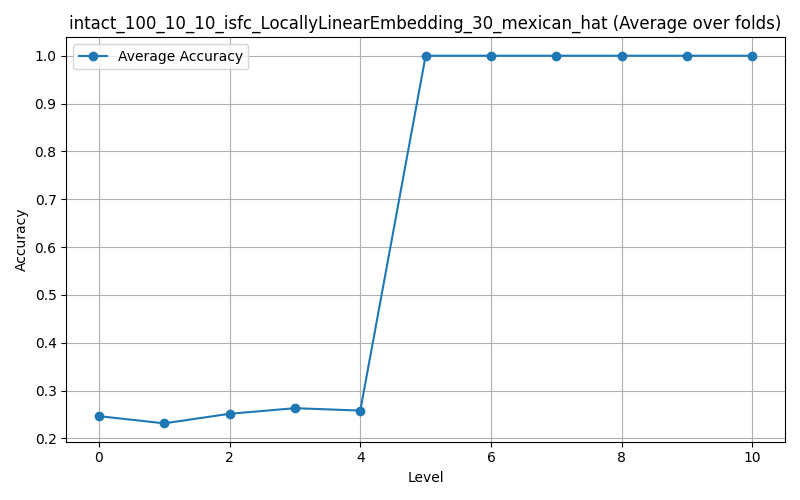 intact_100_10_10_isfc_LocallyLinearEmbedding_30_mexican_hat (Average over folds)
Average Accuracy
1.0
0.9
0.8
0.7
0.6
0.5
0.4
0.3
0.2
Accuracy
0 2 4 6 8 10
Level